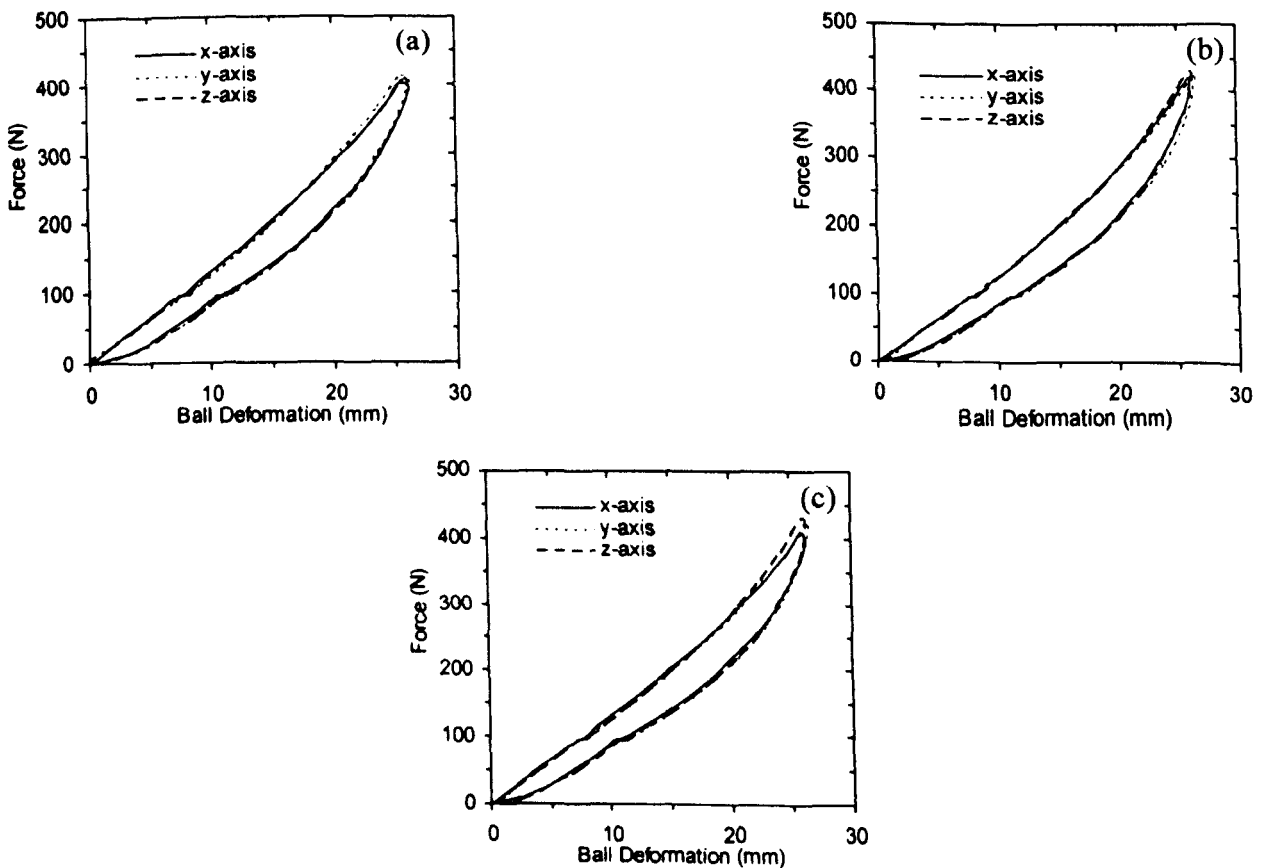 500
400
300
200
100
0
Force (N)
x-axis
y-axis
z-axis
(a)
0 10 20 30
Ball Deformation (mm)
500
400
300
200
100
0
Force (N)
x-axis
y-axis
z-axis
(b)
0 10 20 30
Ball Deformation (mm)
500
400
300
200
100
0
Force (N)
x-axis
y-axis
z-axis
(c)
0 10 20 30
Ball Deformation (mm)